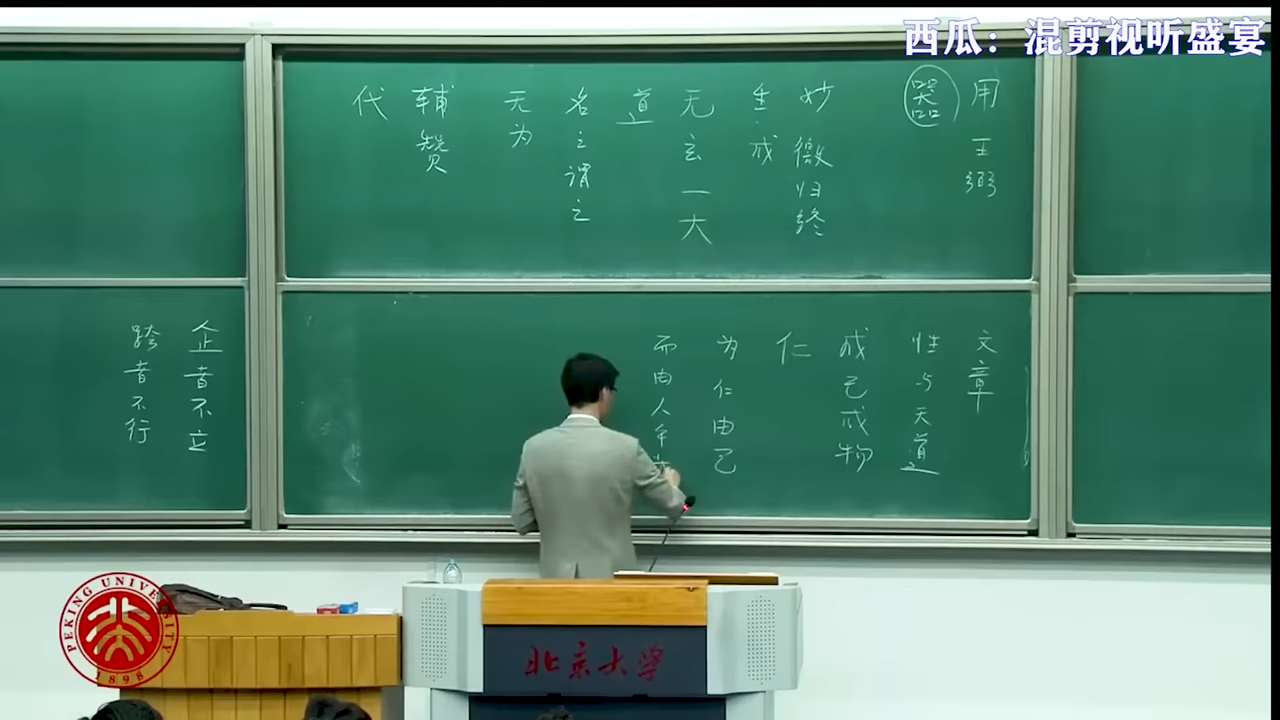 西瓜：混剪视听盛宴
用王弼
器
妙徼归终
生成
无玄一大
道
名之谓之
无为
辅赞
代
文章
性与天道
成己成物
仁
为仁由己
而由人乎
企者不立
跨者不行
北京大学
PEKING UNIVERSITY
1898